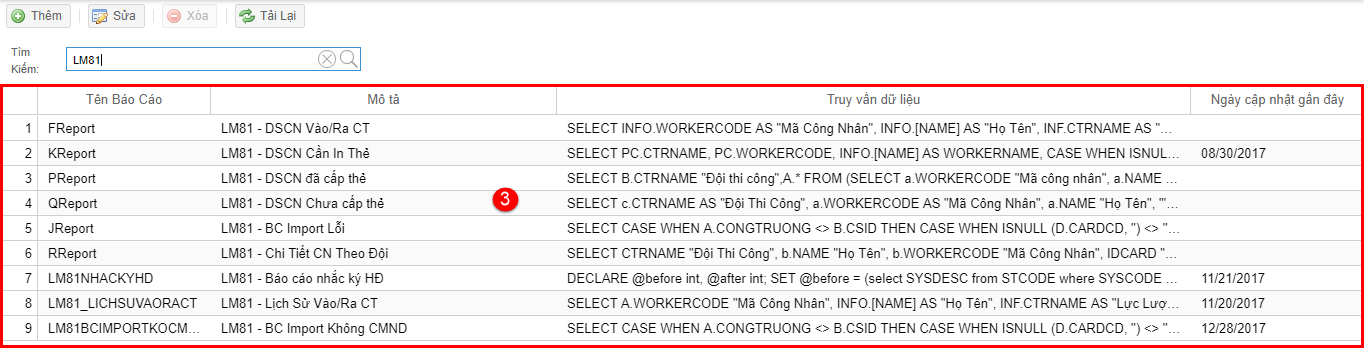 Thêm Sửa Xóa Tải Lại
Tìm
Kiếm:
LM81
Tên Báo Cáo Mô tả Truy vấn dữ liệu Ngày cập nhật gần đây
1 FReport LM81 - DSCN Vào/Ra CT SELECT INFO.WORKERCODE AS "Mã Công Nhân", INFO.[NAME] AS "Họ Tên", INF.CTRNAME AS "...
2 KReport LM81 - DSCN Cần In Thẻ SELECT PC.CTRNAME, PC.WORKERCODE, INFO.[NAME] AS WORKERNAME, CASE WHEN ISNUL... 08/30/2017
3 PReport LM81 - DSCN đã cấp thẻ SELECT B.CTRNAME "Đội thi công",A.* FROM (SELECT a.WORKERCODE "Mã công nhân", a.NAME ...
4 QReport LM81 - DSCN Chưa cấp thẻ SELECT c.CTRNAME AS "Đội Thi Công", a.WORKERCODE AS "Mã Công Nhân", a.NAME "Họ Tên", '"...
3
5 JReport LM81 - BC Import Lỗi SELECT CASE WHEN A.CONGTRUONG <> B.CSID THEN CASE WHEN ISNULL (D.CARDCD, '') <> "...
6 RReport LM81 - Chi Tiết CN Theo Đội SELECT CTRNAME "Đội Thi Công", b.NAME "Họ Tên", b.WORKERCODE "Mã Công Nhân", IDCARD "...
7 LM81NHACKYHD LM81 - Báo cáo nhắc ký HĐ DECLARE @before int, @after int; SET @before = (select SYSDESC from STCODE where SYSCODE ... 11/21/2017
8 LM81_LICHSUVAORACT LM81 - Lịch Sử Vào/Ra CT SELECT A.WORKERCODE "Mã Công Nhân", INFO.[NAME] AS "Họ Tên", INF.CTRNAME AS "Lực Lượ... 11/20/2017
9 LM81BCIMPORTKOCM... LM81 - BC Import Không CMND SELECT CASE WHEN A.CONGTRUONG <> B.CSID THEN CASE WHEN ISNULL (D.CARDCD, '') <> "... 12/28/2017